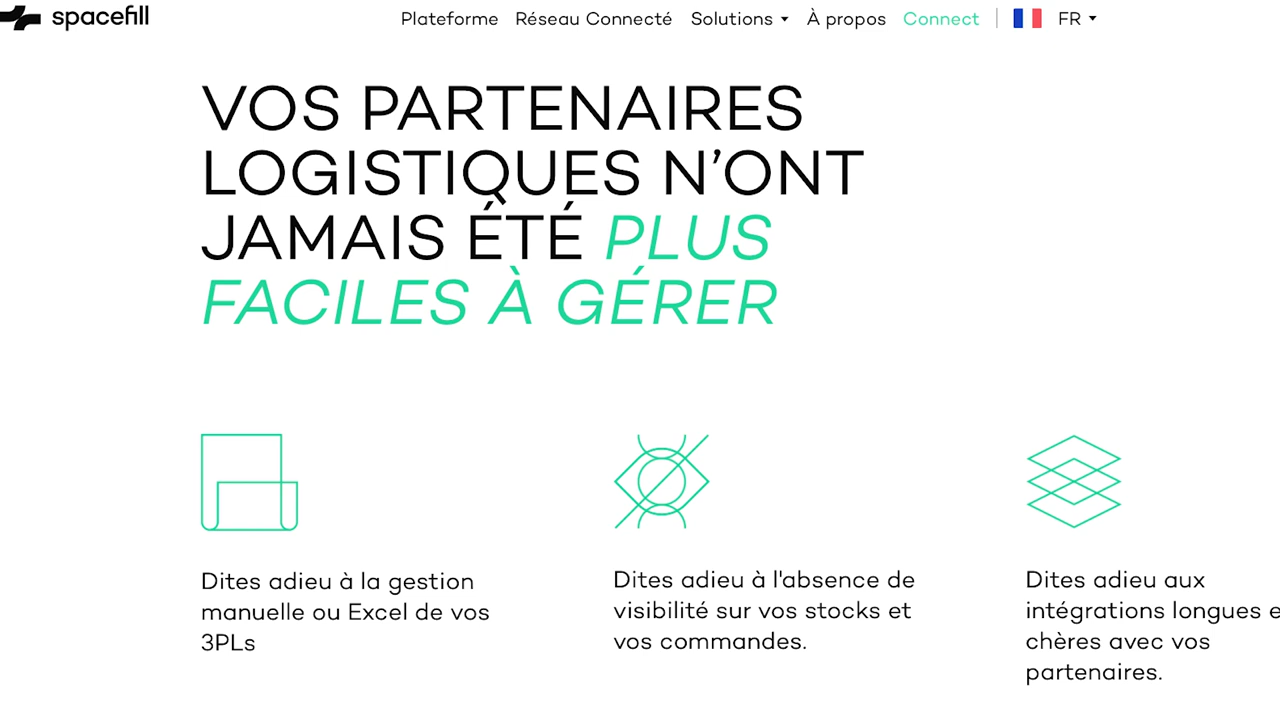 spacefill
Plateforme Réseau Connecté Solutions À propos Connect FR
VOS PARTENAIRES
LOGISTIQUES N’ONT
JAMAIS ÉTÉ PLUS
FACILES À GÉRER
Dites adieu à la gestion
manuelle ou Excel de vos
3PLs
Dites adieu à l'absence de
visibilité sur vos stocks et
vos commandes.
Dites adieu aux
intégrations longues e
chères avec vos
partenaires.